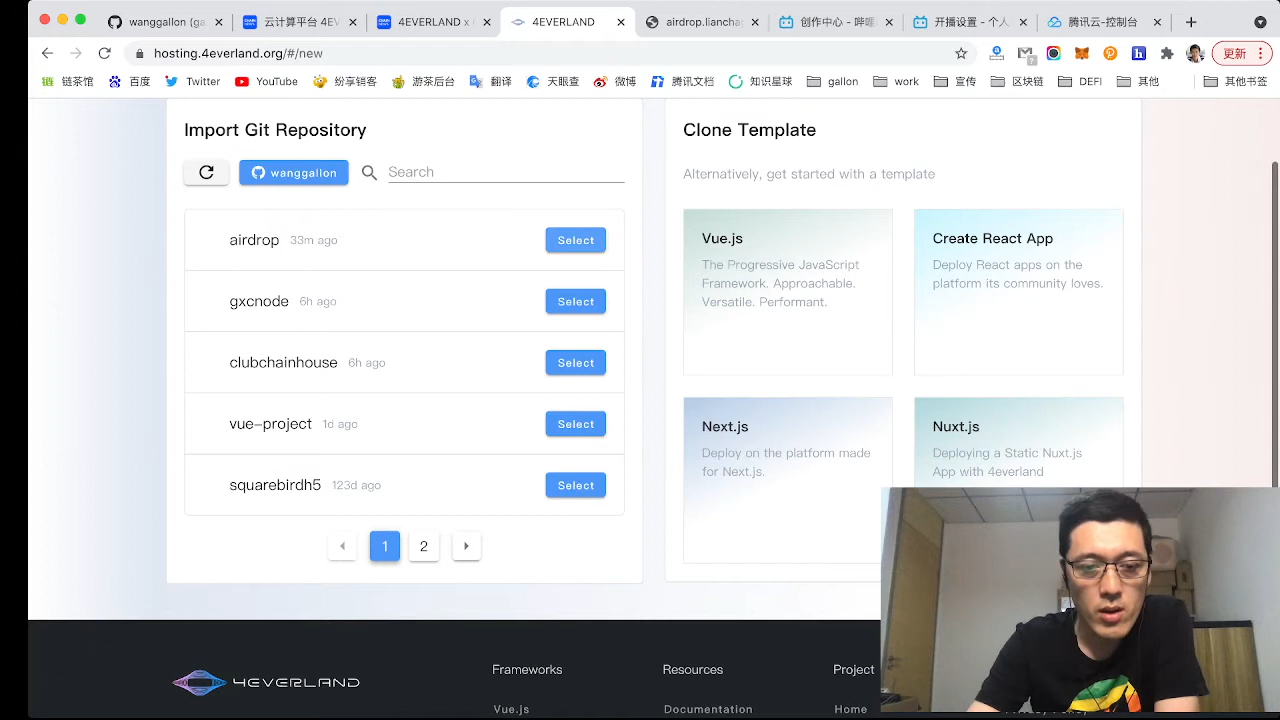 wanggallon (ga
云计算平台 4EV
4EVERLAND x
4EVERLAND
airdrop.lianchag
创作中心 - 哔哩
开播设置 - 个人
腾讯云-控制台
hosting.4everland.org/#/new
更新
链茶馆
百度
Twitter
YouTube
纷享销客
游茶后台
翻译
天眼查
微博
腾讯文档
知识星球
gallon
work
宣传
区块链
DEFI
其他
其他书签
Import Git Repository
wanggallon
Search
airdrop 33m ago
Select
gxcnode 6h ago
Select
clubchainhouse 6h ago
Select
vue-project 1d ago
Select
squarebirdh5 123d ago
Select
1
2
Clone Template
Alternatively, get started with a template
Vue.js
The Progressive JavaScript
Framework. Approachable.
Versatile. Performant.
Create React App
Deploy React apps on the
platform its community loves.
Next.js
Deploy on the platform made
for Next.js.
Nuxt.js
Deploying a Static Nuxt.js
App with 4everland
4EVERLAND
Frameworks
Vue.js
Resources
Documentation
Project
Home